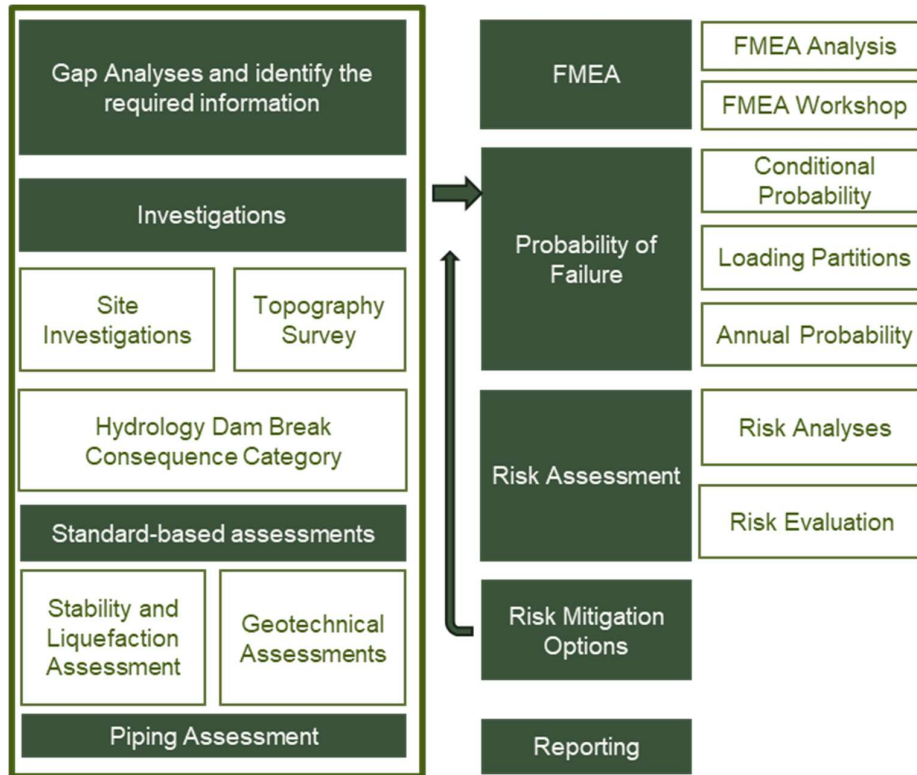 Gap Analyses and identify the
required information
Investigations
Site
Investigations
Topography
Survey
Hydrology Dam Break
Consequence Category
Standard-based assessments
Stability and
Liquefaction
Assessment
Geotechnical
Assessments
Piping Assessment
FMEA
FMEA Analysis
FMEA Workshop
Probability of
Failure
Conditional
Probability
Loading Partitions
Annual Probability
Risk Assessment
Risk Analyses
Risk Evaluation
Risk Mitigation
Options
Reporting